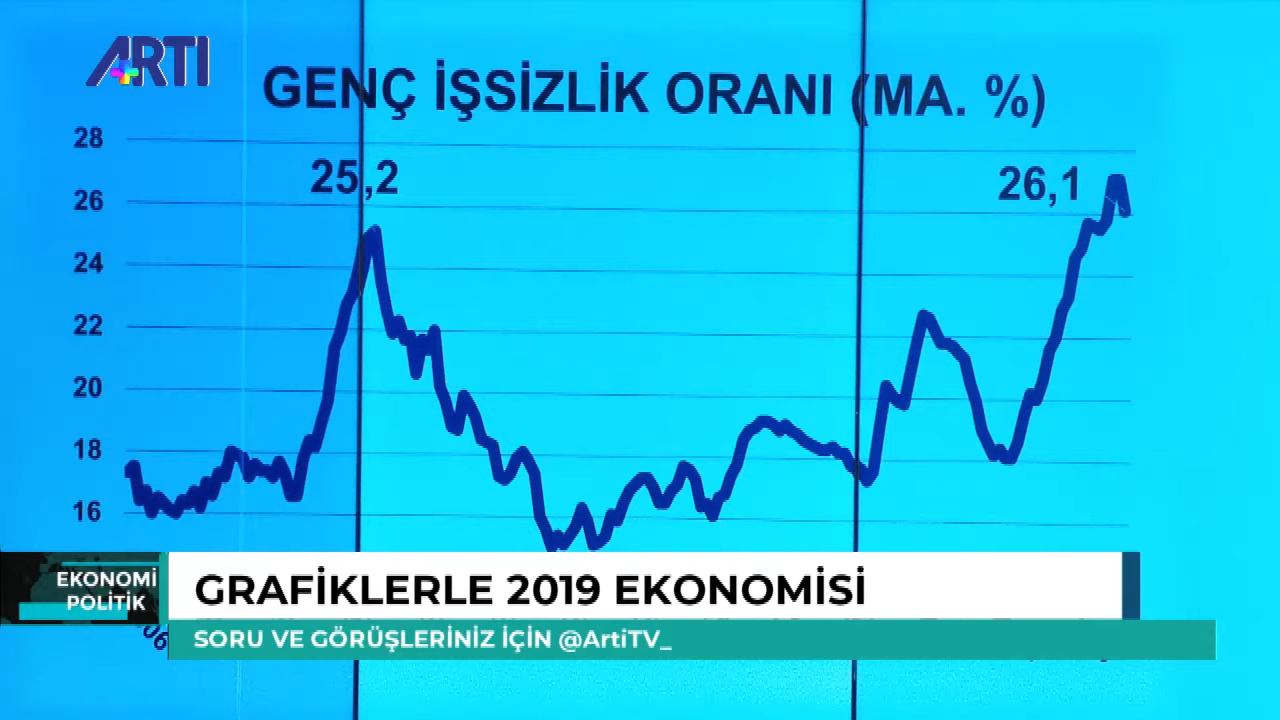 ARTI
GENÇ İŞSİZLİK ORANI (MA. %)
28
26
24
22
20
18
16
25,2
26,1
EKONOMİ
POLİTİK
GRAFİKLERLE 2019 EKONOMİSİ
SORU VE GÖRÜŞLERİNİZ İÇİN @ArtiTV_